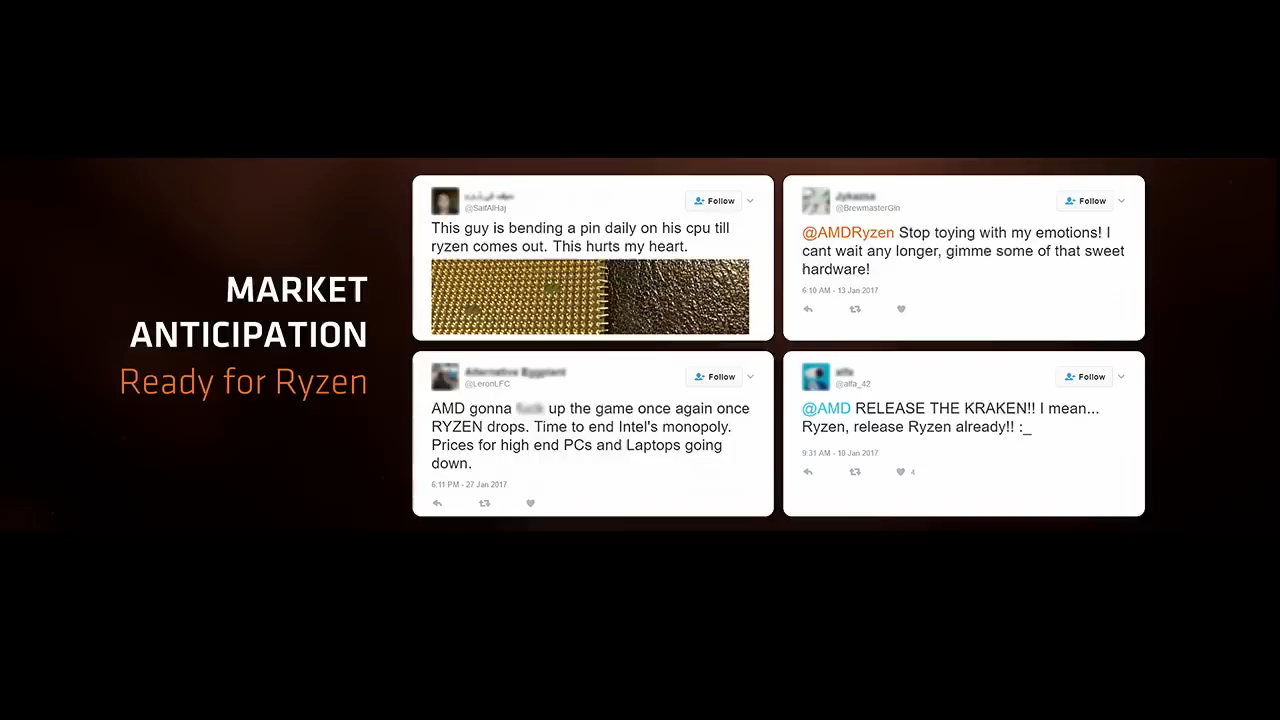 MARKET
ANTICIPATION
Ready for Ryzen
@SaifAlHaj
Follow
This guy is bending a pin daily on his cpu till
ryzen comes out. This hurts my heart.
@BrewmasterGin
Follow
@AMDRyzen Stop toying with my emotions! I
cant wait any longer, gimme some of that sweet
hardware!
6:10 AM - 13 Jan 2017
@LeronLFC
Follow
AMD gonna up the game once again once
RYZEN drops. Time to end Intel's monopoly.
Prices for high end PCs and Laptops going
down.
6:11 PM - 27 Jan 2017
@alfa_42
Follow
@AMD RELEASE THE KRAKEN!! I mean...
Ryzen, release Ryzen already!! :_
9:31 AM - 10 Jan 2017
4